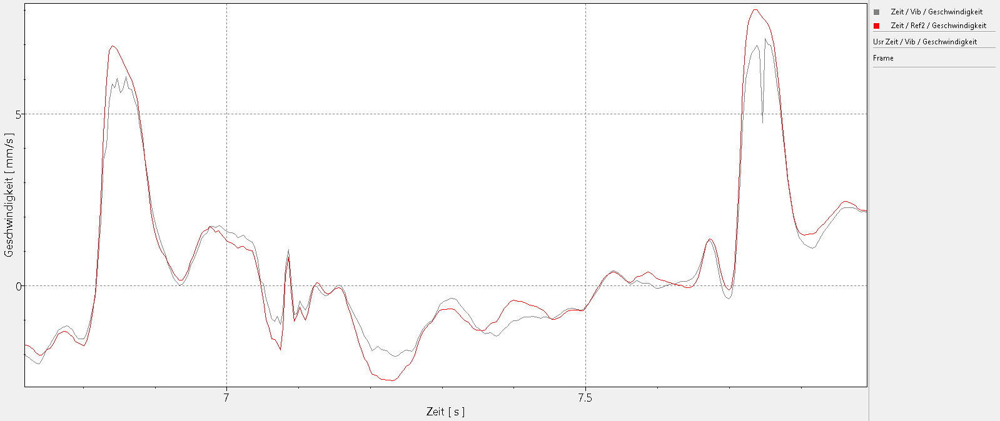 Zeit / Vib / Geschwindigkeit
Zeit / Ref2 / Geschwindigkeit
Usr Zeit / Vib / Geschwindigkeit
Frame
Geschwindigkeit [ mm/s ]
5
0
7
7.5
Zeit [ s ]